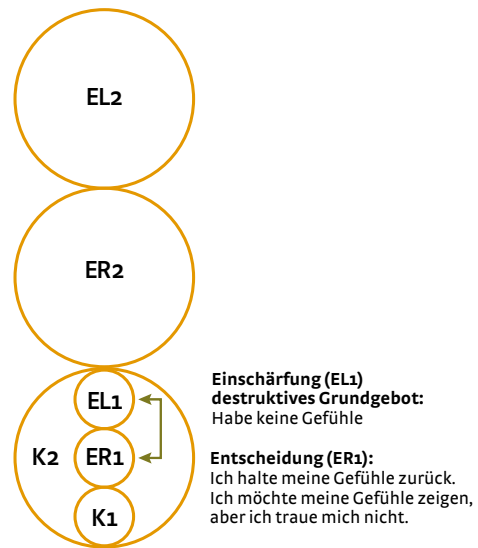 EL2
ER2
EL1
K2 ER1
K1
Einschärfung (EL1)
destruktives Grundgebot:
Habe keine Gefühle
Entscheidung (ER1):
Ich halte meine Gefühle zurück.
Ich möchte meine Gefühle zeigen,
aber ich traue mich nicht.